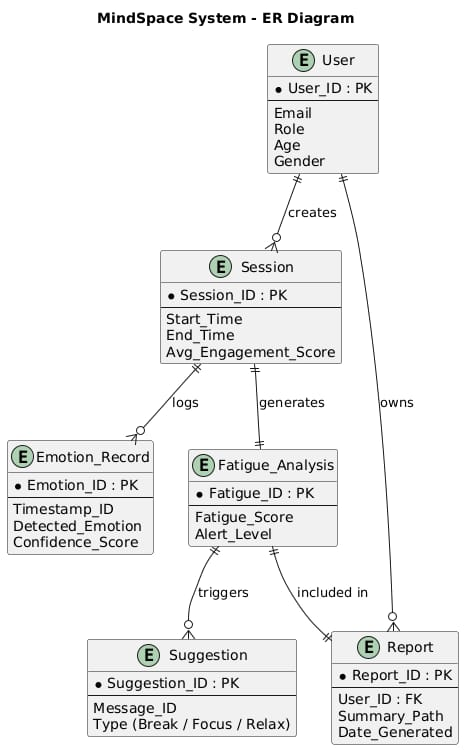 MindSpace System - ER Diagram
E User
* User_ID : PK
Email
Role
Age
Gender
creates
E Session
* Session_ID : PK
Start_Time
End_Time
Avg_Engagement_Score
logs
generates
owns
E Emotion_Record
* Emotion_ID : PK
Timestamp_ID
Detected_Emotion
Confidence_Score
E Fatigue_Analysis
* Fatigue_ID : PK
Fatigue_Score
Alert_Level
triggers
included in
E Suggestion
* Suggestion_ID : PK
Message_ID
Type (Break / Focus / Relax)
E Report
* Report_ID : PK
User_ID : FK
Summary_Path
Date_Generated